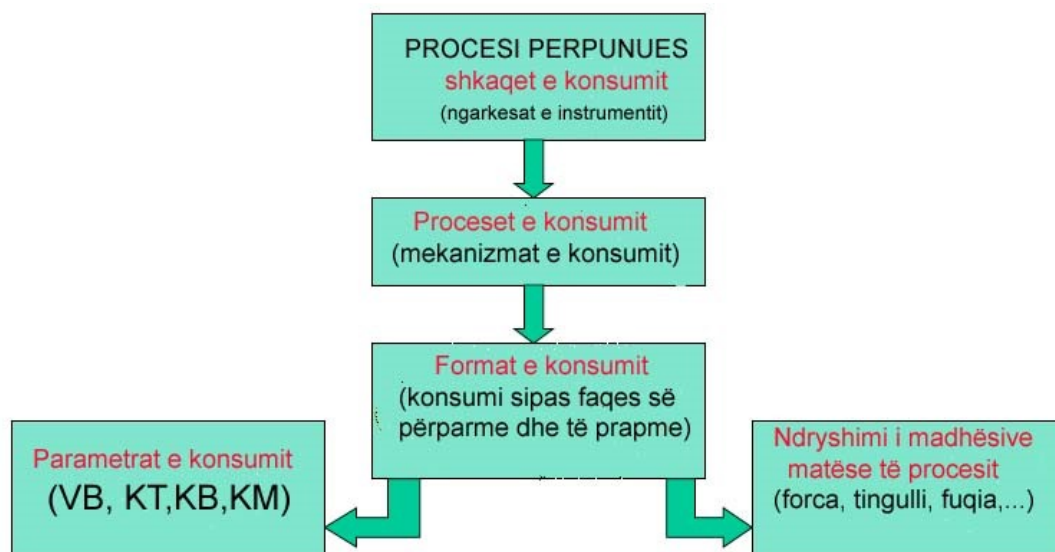 PROCESI PERPUNUES
shkaqet e konsumit
(ngarkesat e instrumentit)
Proceset e konsumit
(mekanizmat e konsumit)
Format e konsumit
(konsumi sipas faqes së
përparme dhe të prapme)
Parametrat e konsumit
(VB, KT,KB,KM)
Ndryshimi i madhësive
matëse të procesit
(forca, tingulli, fuqia,...)